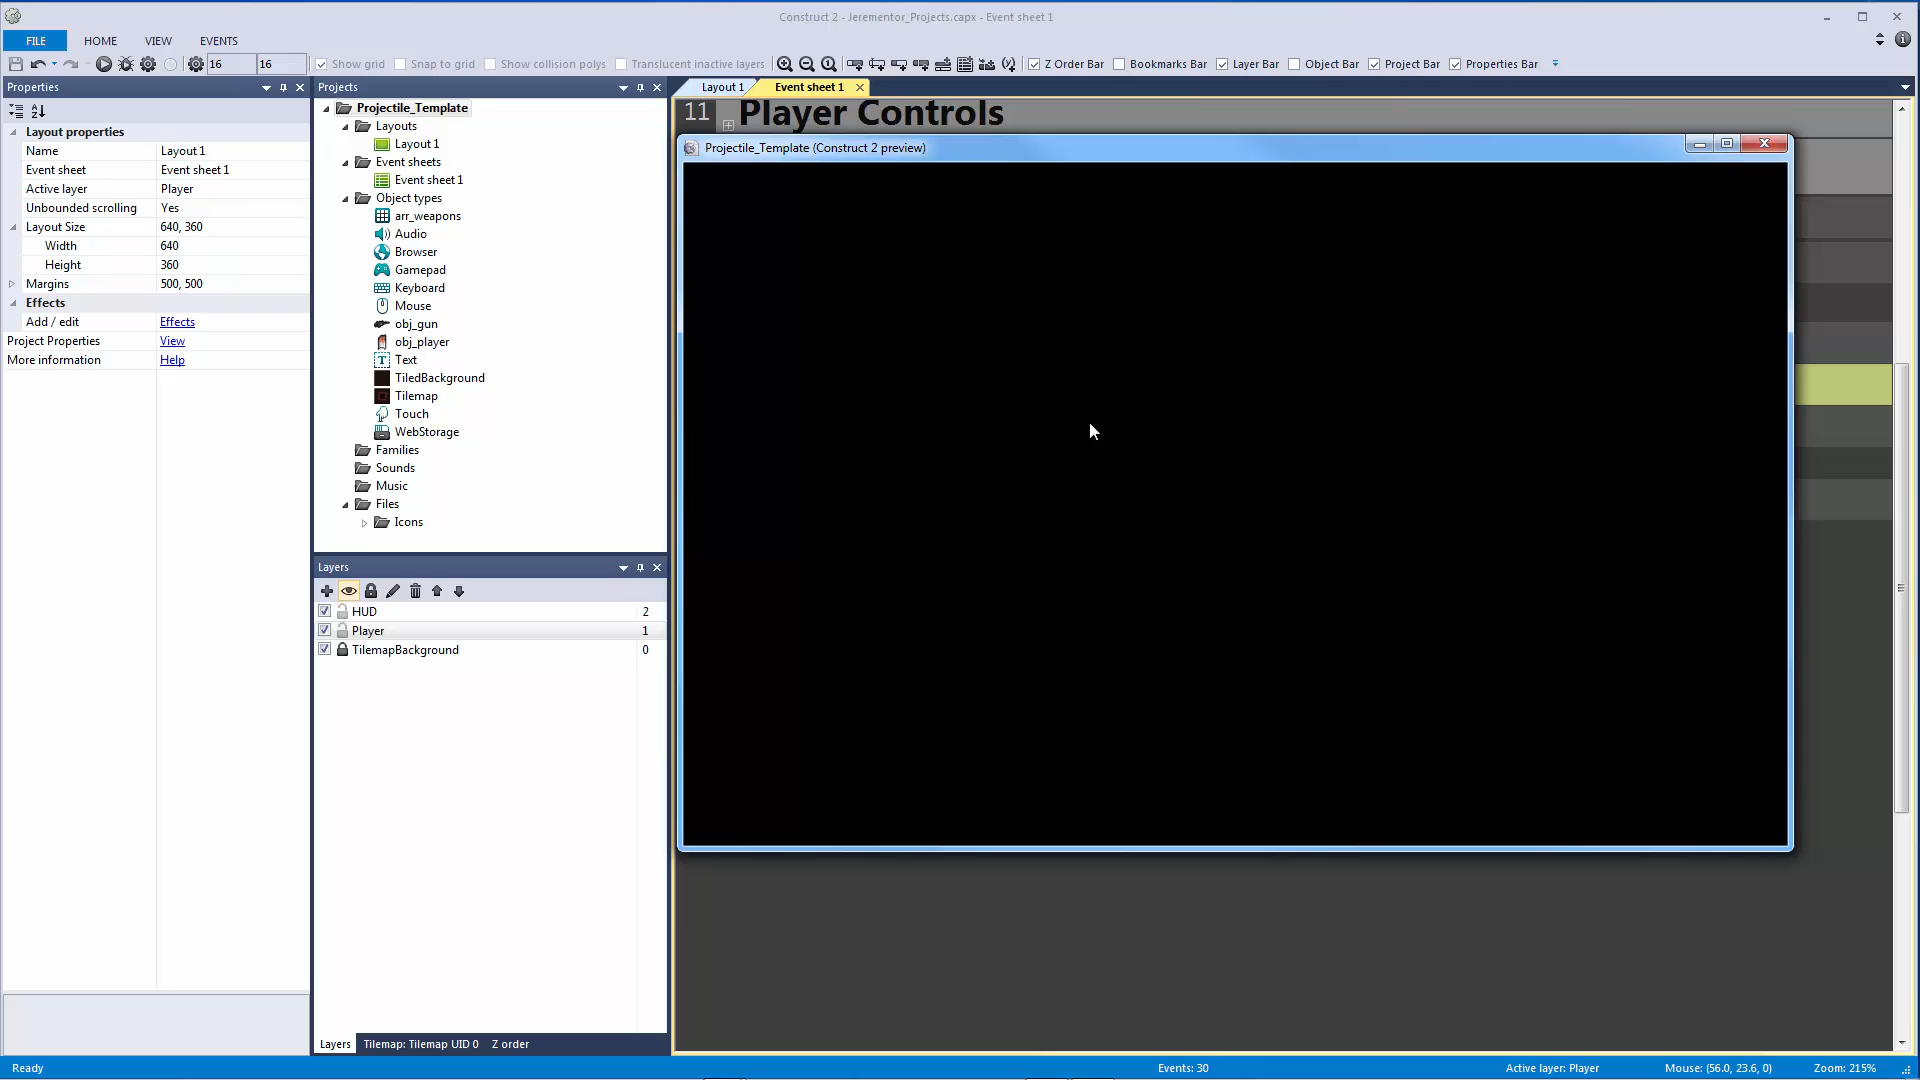 Construct 2 - Jerementor_Projects.capx - Event sheet 1
FILE HOME VIEW EVENTS
16 16 Show grid Snap to grid Show collision polys Translucent inactive layers Z Order Bar Bookmarks Bar Layer Bar Object Bar Project Bar Properties Bar
Properties
Layout properties
Name Layout 1
Event sheet Event sheet 1
Active layer Player
Unbounded scrolling Yes
Layout Size 640, 360
Width 640
Height 360
Margins 500, 500
Effects
Add / edit Effects
Project Properties View
More information Help
Projects
Projectile_Template
Layouts
Layout 1
Event sheets
Event sheet 1
Object types
arr_weapons
Audio
Browser
Gamepad
Keyboard
Mouse
obj_gun
obj_player
Text
TiledBackground
Tilemap
Touch
WebStorage
Families
Sounds
Music
Files
Icons
Layers
HUD 2
Player 1
TilemapBackground 0
Layers Tilemap: Tilemap UID 0 Z order
Layout 1 Event sheet 1
11 Player Controls
Projectile_Template (Construct 2 preview)
Ready Events: 30 Active layer: Player Mouse: (56.0, 23.6, 0) Zoom: 215%